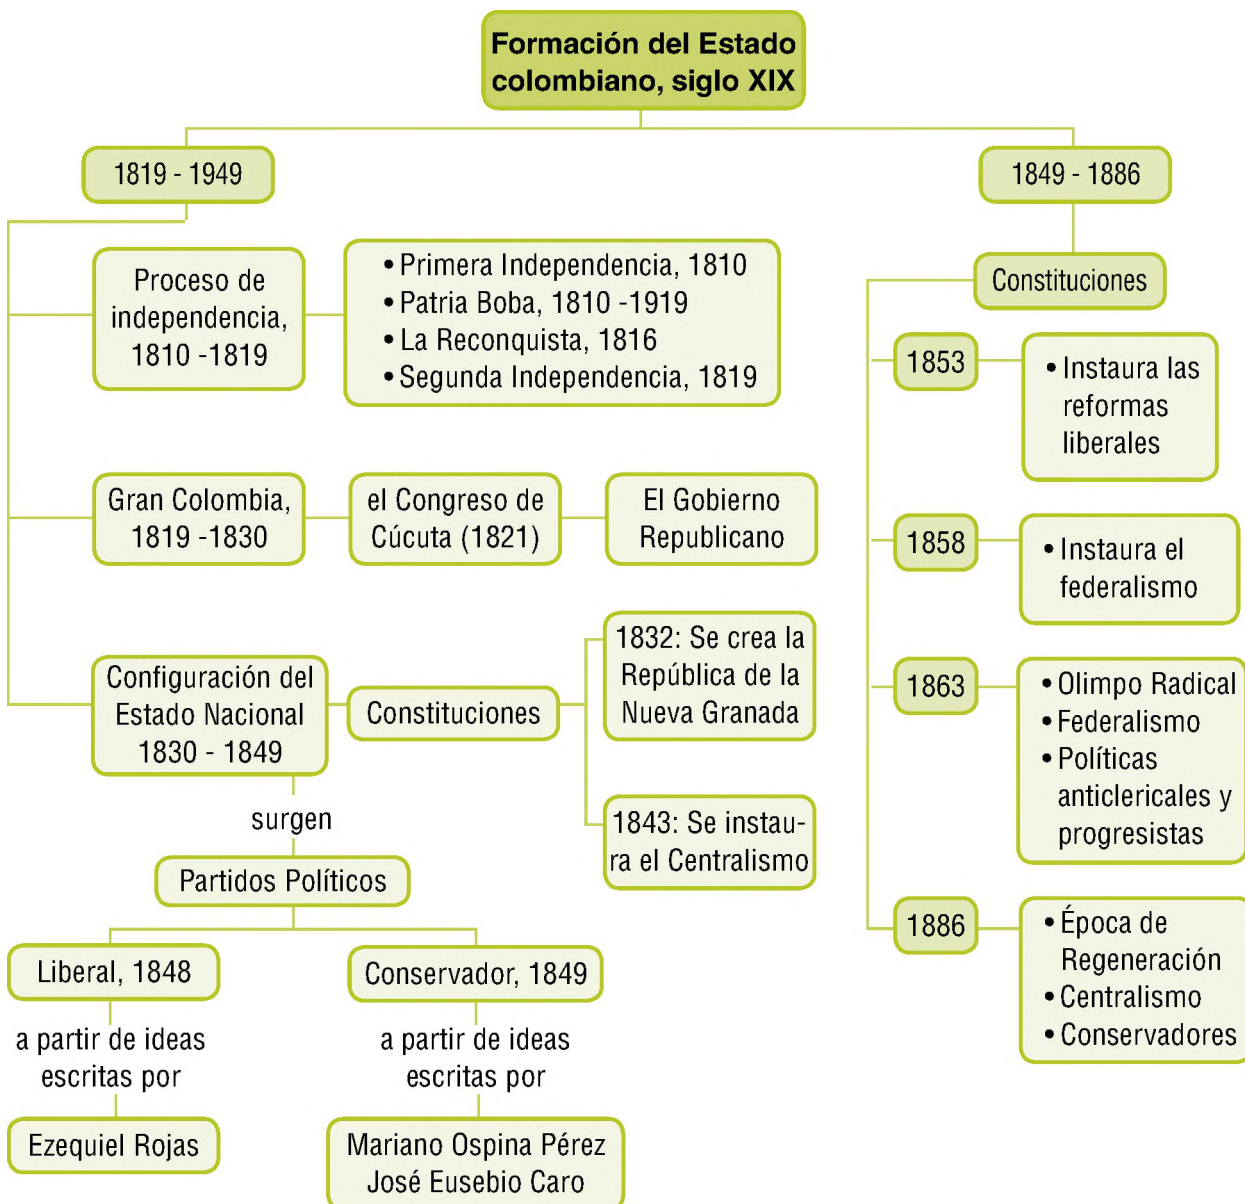 Formación del Estado
colombiano, siglo XIX
1819 - 1949
Proceso de
independencia,
1810 -1819
• Primera Independencia, 1810
• Patria Boba, 1810 -1919
• La Reconquista, 1816
• Segunda Independencia, 1819
Gran Colombia,
1819 -1830
el Congreso de
Cúcuta (1821)
El Gobierno
Republicano
Configuración del
Estado Nacional
1830 - 1849
Constituciones
1832: Se crea la
República de la
Nueva Granada
1843: Se instau-
ra el Centralismo
surgen
Partidos Políticos
Liberal, 1848
a partir de ideas
escritas por
Ezequiel Rojas
Conservador, 1849
a partir de ideas
escritas por
Mariano Ospina Pérez
José Eusebio Caro
1849 - 1886
Constituciones
1853
• Instaura las
reformas
liberales
1858
• Instaura el
federalismo
1863
• Olimpo Radical
• Federalismo
• Políticas
anticlericales y
progresistas
1886
• Época de
Regeneración
• Centralismo
• Conservadores